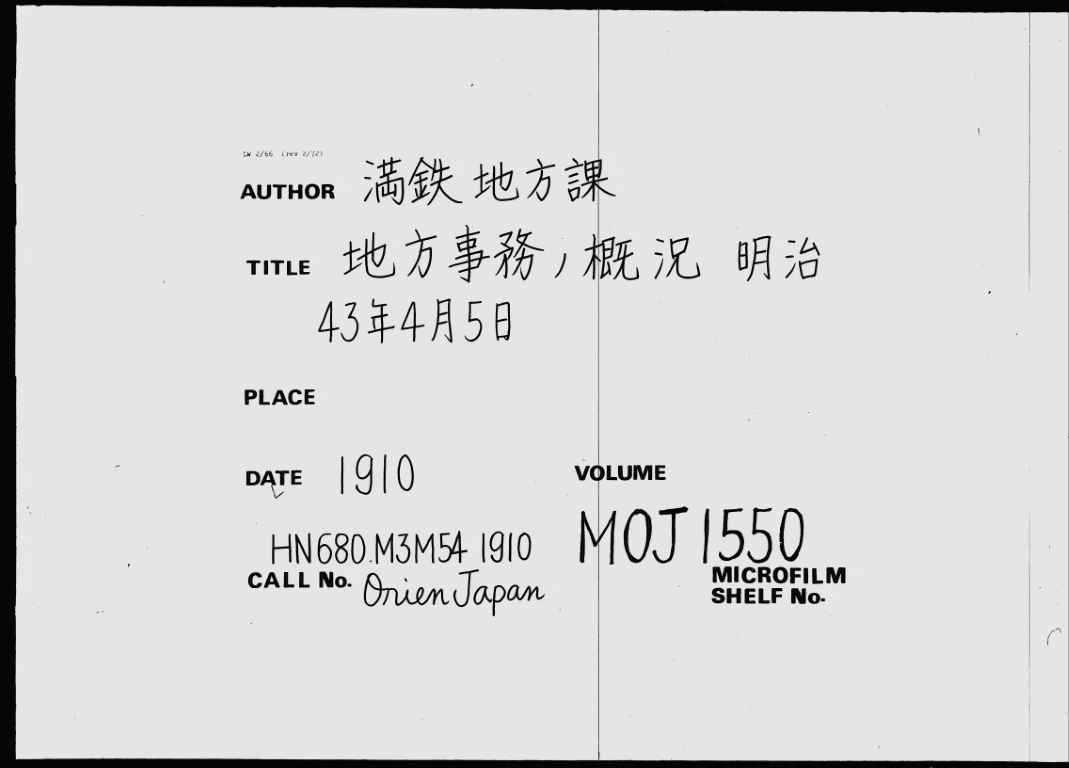 LW 2/66 (rev 2/72)
AUTHOR 満鉄地方課
TITLE 地方事務ノ概況 明治
43年4月5日
PLACE
DATE 1910
VOLUME
HN680.M3M54 1910
MOJ 1550
CALL No. Orien Japan
MICROFILM
SHELF No.